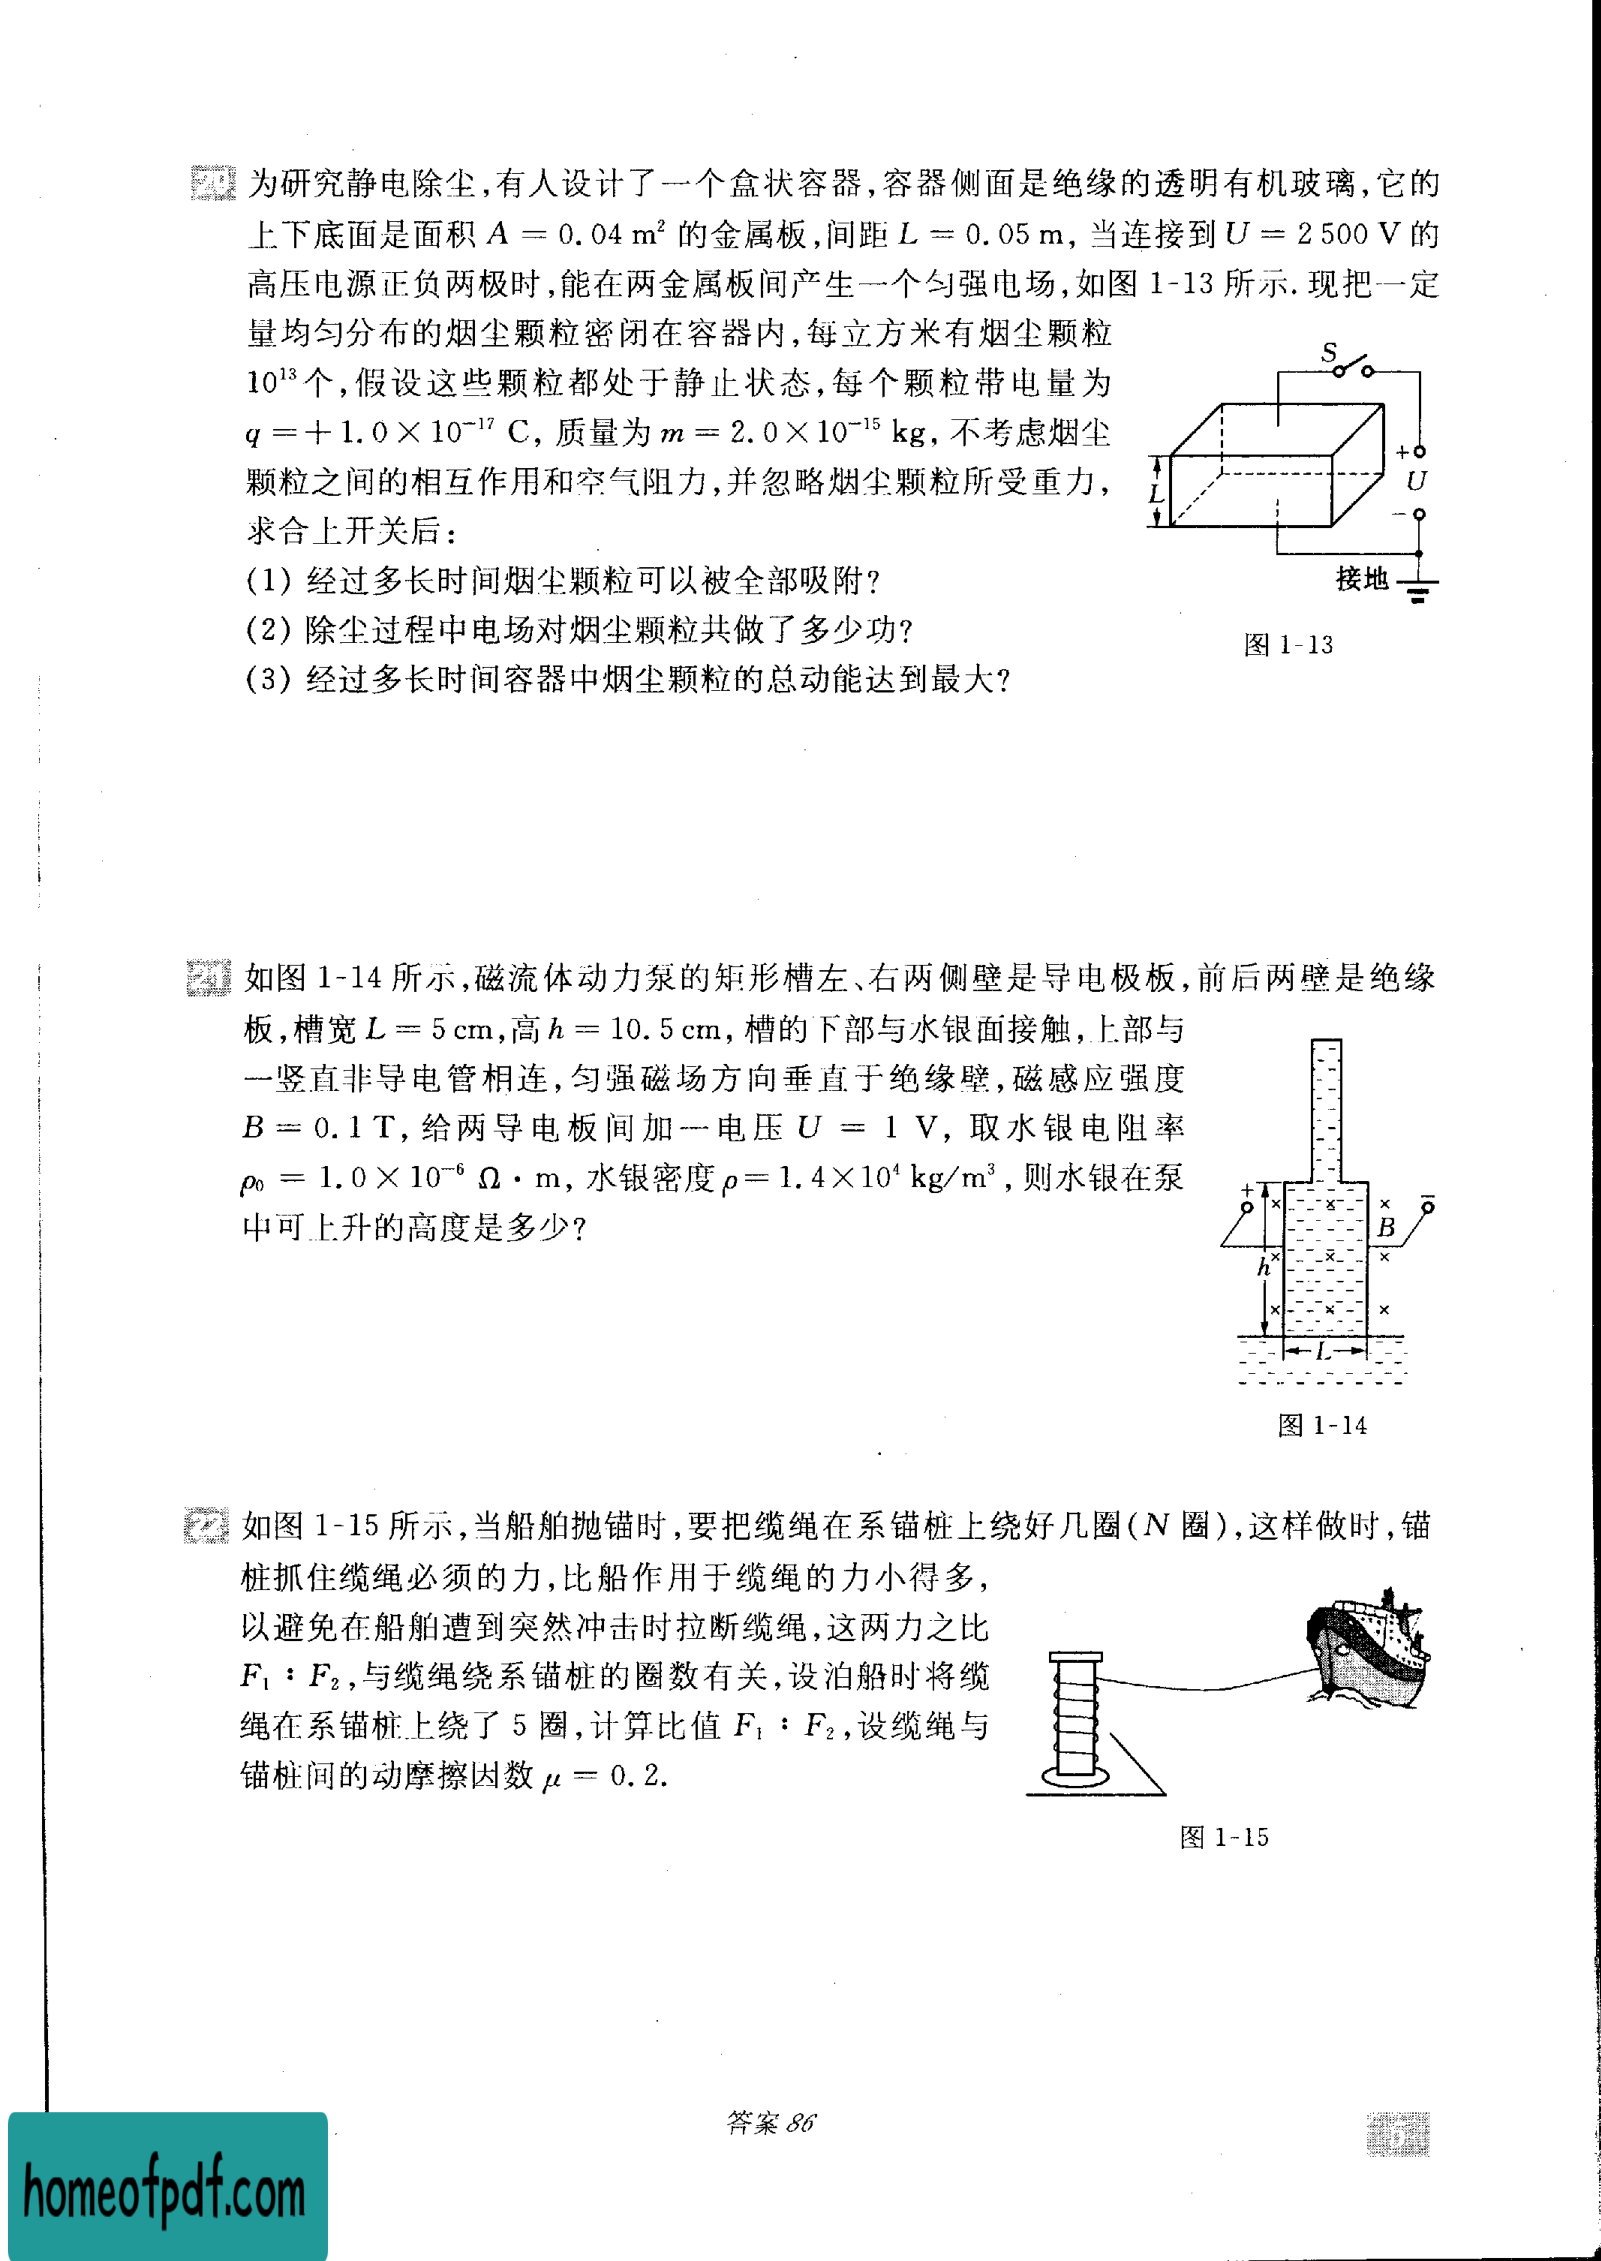 20 为研究静电除尘,有人设计了一个盒状容器,容器侧面是绝缘的透明有机玻璃,它的
上下底面是面积 A = 0.04 m² 的金属板,间距 L = 0.05 m, 当连接到 U = 2 500 V 的
高压电源正负两极时,能在两金属板间产生一个匀强电场,如图 1-13 所示. 现把一定
量均匀分布的烟尘颗粒密闭在容器内,每立方米有烟尘颗粒
10¹³ 个,假设这些颗粒都处于静止状态,每个颗粒带电量为
q =+ 1.0×10⁻¹⁷ C, 质量为 m = 2.0×10⁻¹⁵ kg, 不考虑烟尘
颗粒之间的相互作用和空气阻力,并忽略烟尘颗粒所受重力,
求合上开关后:
(1) 经过多长时间烟尘颗粒可以被全部吸附?
(2) 除尘过程中电场对烟尘颗粒共做了多少功?
(3) 经过多长时间容器中烟尘颗粒的总动能达到最大?
S
+
U
−
L
接地
图 1-13
21 如图 1-14 所示,磁流体动力泵的矩形槽左、右两侧壁是导电极板,前后两壁是绝缘
板,槽宽 L = 5 cm,高 h = 10.5 cm, 槽的下部与水银面接触,上部与
一竖直非导电管相连,匀强磁场方向垂直于绝缘壁,磁感应强度
B = 0.1 T, 给两导电板间加一电压 U = 1 V, 取水银电阻率
ρ₀ = 1.0×10⁻⁶ Ω · m, 水银密度 ρ= 1.4×10⁴ kg/m³ , 则水银在泵
中可上升的高度是多少?
+
−
B
h
L
图 1-14
22 如图 1-15 所示,当船舶抛锚时,要把缆绳在系锚桩上绕好几圈(N 圈),这样做时,锚
桩抓住缆绳必须的力,比船作用于缆绳的力小得多,
以避免在船舶遭到突然冲击时拉断缆绳,这两力之比
F₁ : F₂ ,与缆绳绕系锚桩的圈数有关,设泊船时将缆
绳在系锚桩上绕了 5 圈,计算比值 F₁ : F₂ ,设缆绳与
锚桩间的动摩擦因数 μ = 0.2.
图 1-15
答案 86
5
homeofpdf.com